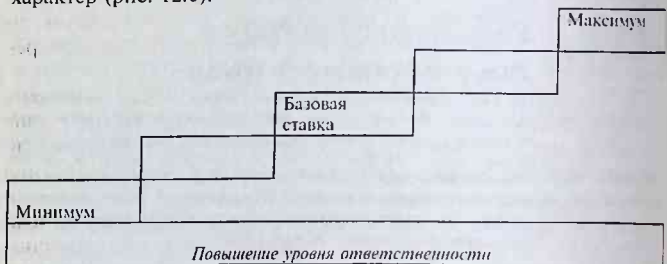 характер (рис. 12.6).
Максимум
Базовая
ставка
Минимум
Повышение уровня ответственности